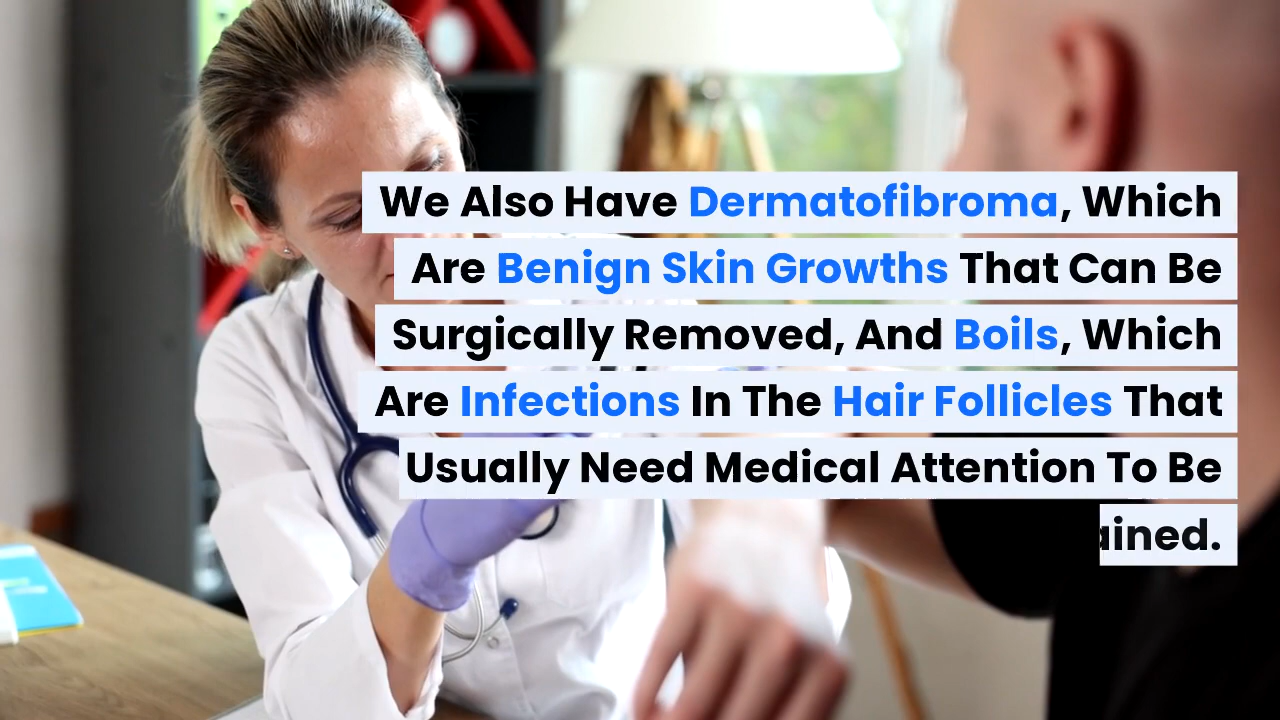 We Also Have Dermatofibroma, Which
Are Benign Skin Growths That Can Be
Surgically Removed, And Boils, Which
Are Infections In The Hair Follicles That
Usually Need Medical Attention To Be